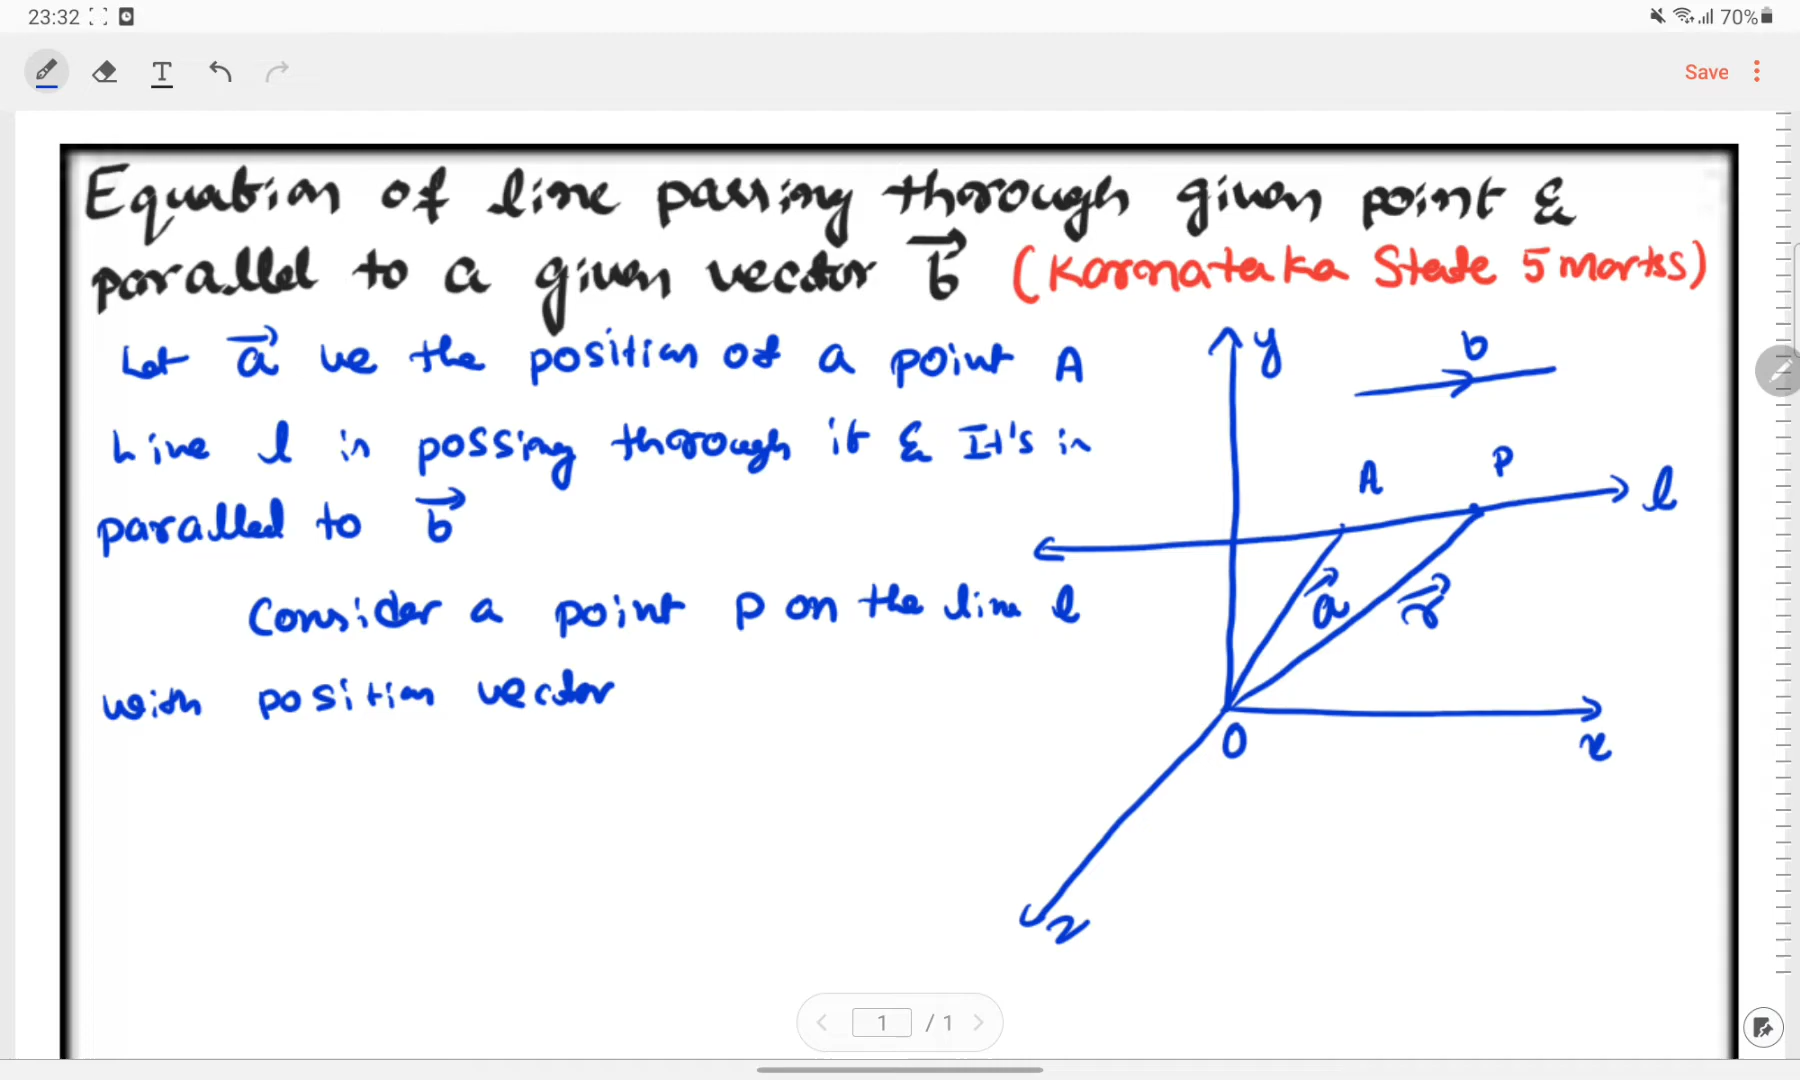 23:32
70%
T
Save
Equation of line passing through given point &
parallel to a given vector b (Karnataka State 5 marks)
Let a ve the position of a point A
Line l is possing through it & It's is
parallel to b
Consider a point P on the line l
with position vector
y
b
A
P
l
a
r
O
x
z
1 / 1